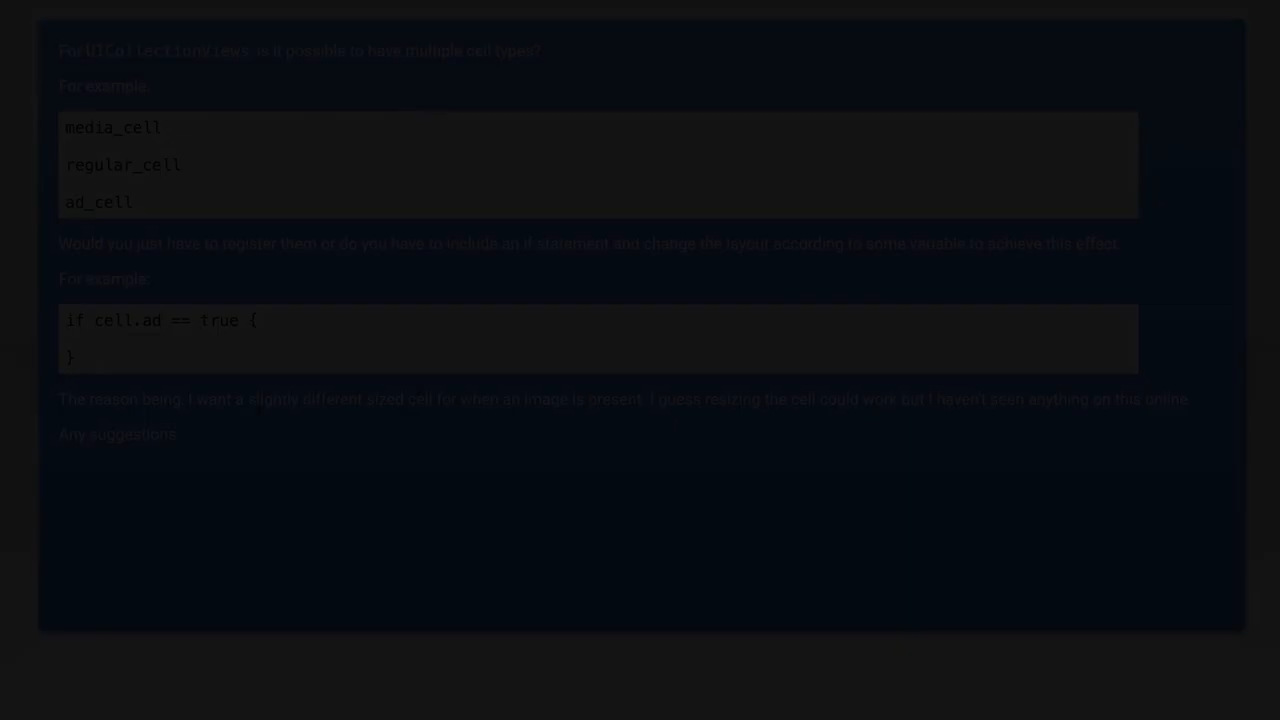 For UICollectionViews is it possible to have multiple cell types?
For example:
media_cell
regular_cell
ad_cell
Would you just have to register them or do you have to include an if statement and change the layout according to some variable to achieve this effect.
For example:
if cell.ad == true {
}
The reason being, I want a slightly different sized cell for when an image is present. I guess resizing the cell could work but I haven't seen anything on this online.
Any suggestions